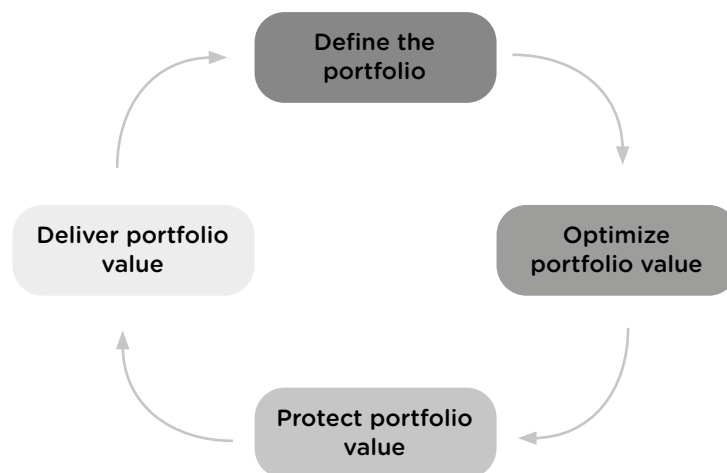 Define the
portfolio
Optimize
portfolio value
Protect portfolio
value
Deliver portfolio
value